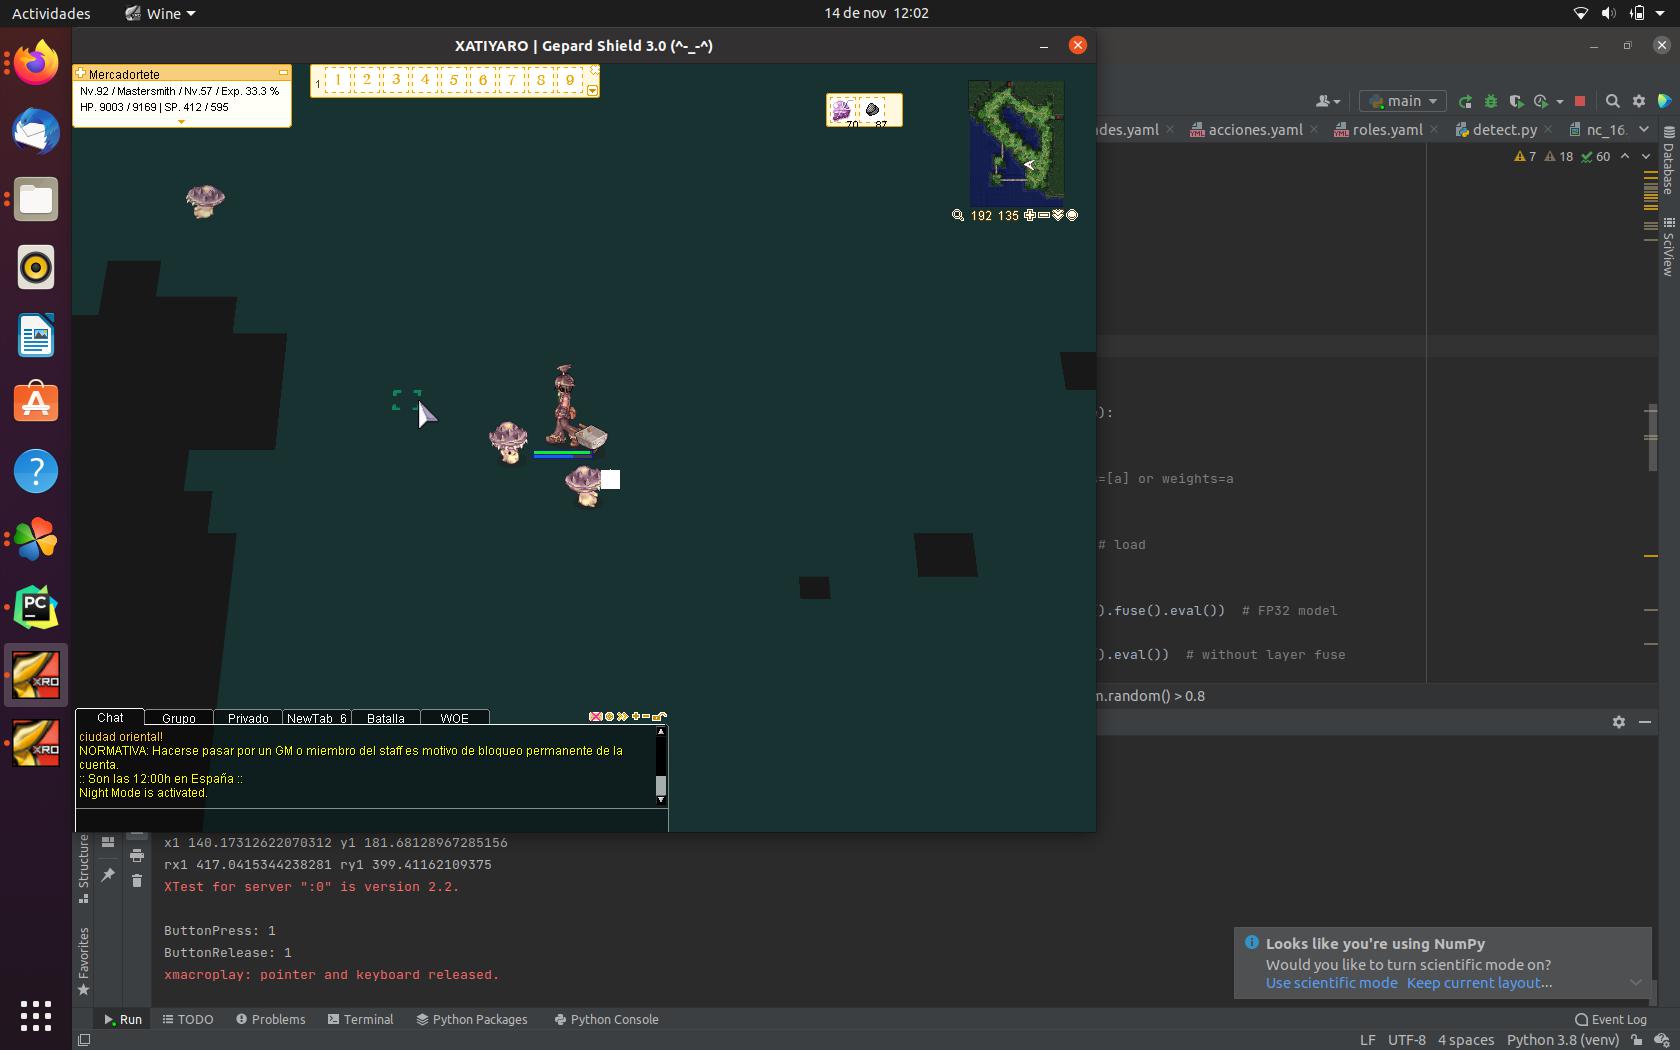 Actividades
Wine
14 de nov 12:02
XATIYARO | Gepard Shield 3.0 (^-_-^)
Mercadortete
Nv.92 / Mastersmith / Nv.57 / Exp. 33.3 %
HP. 9003 / 9169 | SP. 412 / 595
1
1 2 3 4 5 6 7 8 9
70 87
192 135
main
acciones.yaml
roles.yaml
detect.py
nc_16.
7 18 60
Database
SciView
):
=[a] or weights=a
# load
).fuse().eval()) # FP32 model
).eval()) # without layer fuse
m.random() > 0.8
Chat Grupo Privado NewTab_6 Batalla WOE
ciudad oriental!
NORMATIVA: Hacerse pasar por un GM o miembro del staff es motivo de bloqueo permanente de la
cuenta.
:: Son las 12:00h en España ::
Night Mode is activated.
XRO
XRO
PC
Structure
Favorites
x1 140.17312622070312 y1 181.68128967285156
rx1 417.0415344238281 ry1 399.41162109375
XTest for server ":0" is version 2.2.
ButtonPress: 1
ButtonRelease: 1
xmacroplay: pointer and keyboard released.
Looks like you're using NumPy
Would you like to turn scientific mode on?
Use scientific mode Keep current layout...
Run TODO Problems Terminal Python Packages Python Console
Event Log
LF UTF-8 4 spaces Python 3.8 (venv)